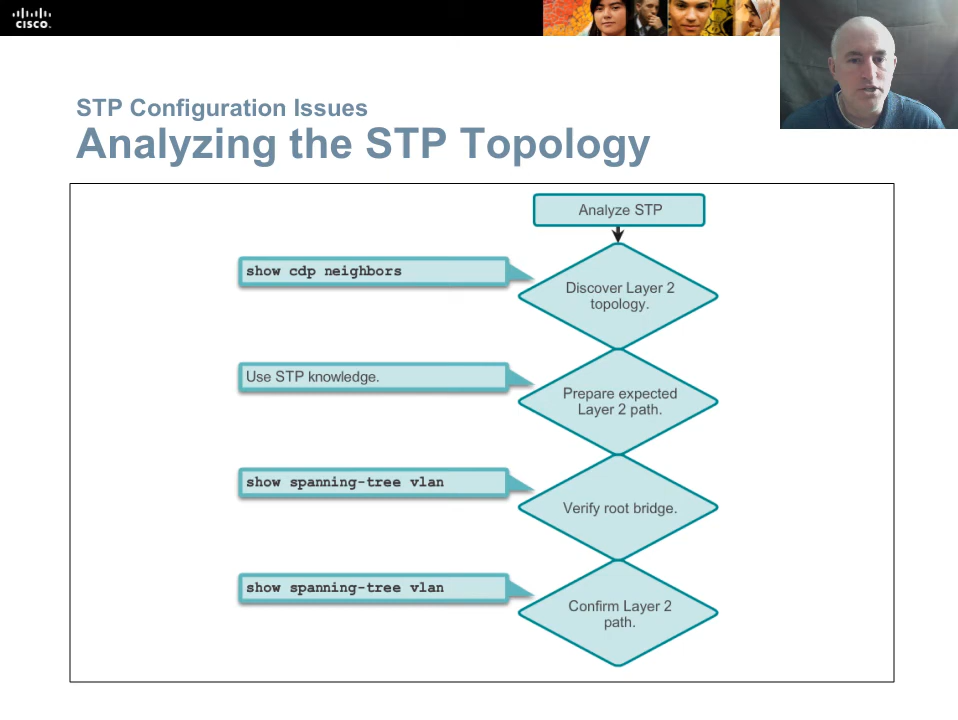 CISCO.
STP Configuration Issues
Analyzing the STP Topology
Analyze STP
show cdp neighbors
Discover Layer 2
topology.
Use STP knowledge.
Prepare expected
Layer 2 path.
show spanning-tree vlan
Verify root bridge.
show spanning-tree vlan
Confirm Layer 2
path.